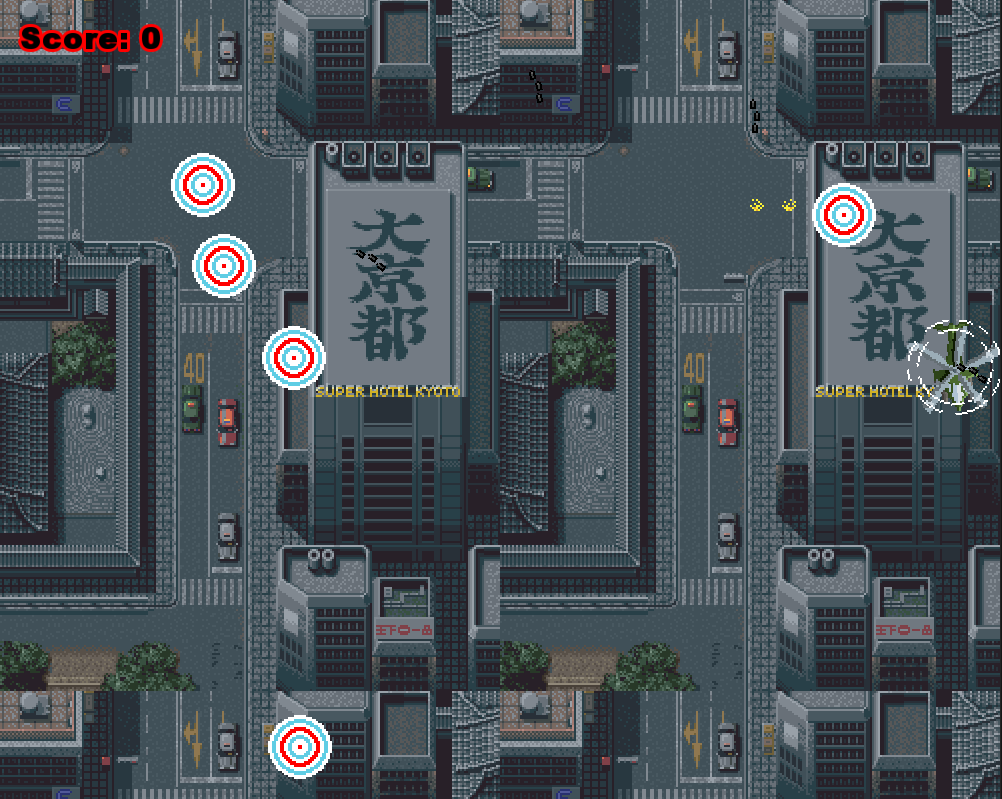 Score: 0
大
京
都
SUPER HOTEL KYOTO
40
大
京
都
SUPER HOTEL KY
40